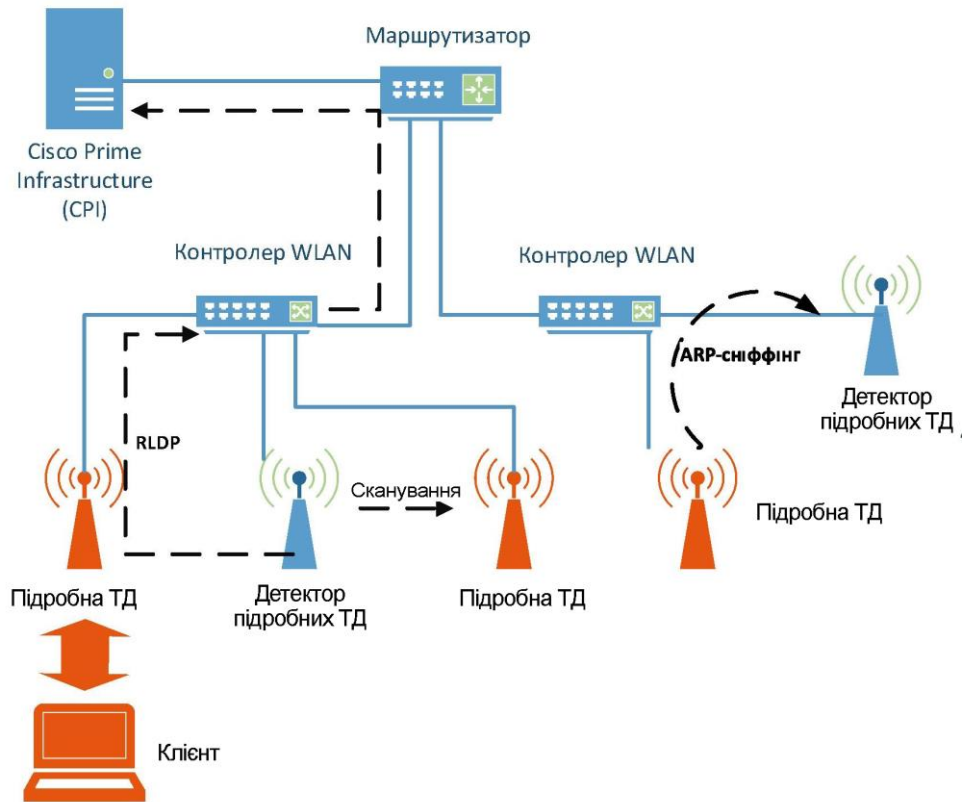 Маршрутизатор
Cisco Prime
Infrastructure
(CPI)
Контролер WLAN
Контролер WLAN
ARP-сніффінг
Детектор
підробних ТД
RLDP
Сканування
Підробна ТД
Підробна ТД
Детектор
підробних ТД
Підробна ТД
Клієнт